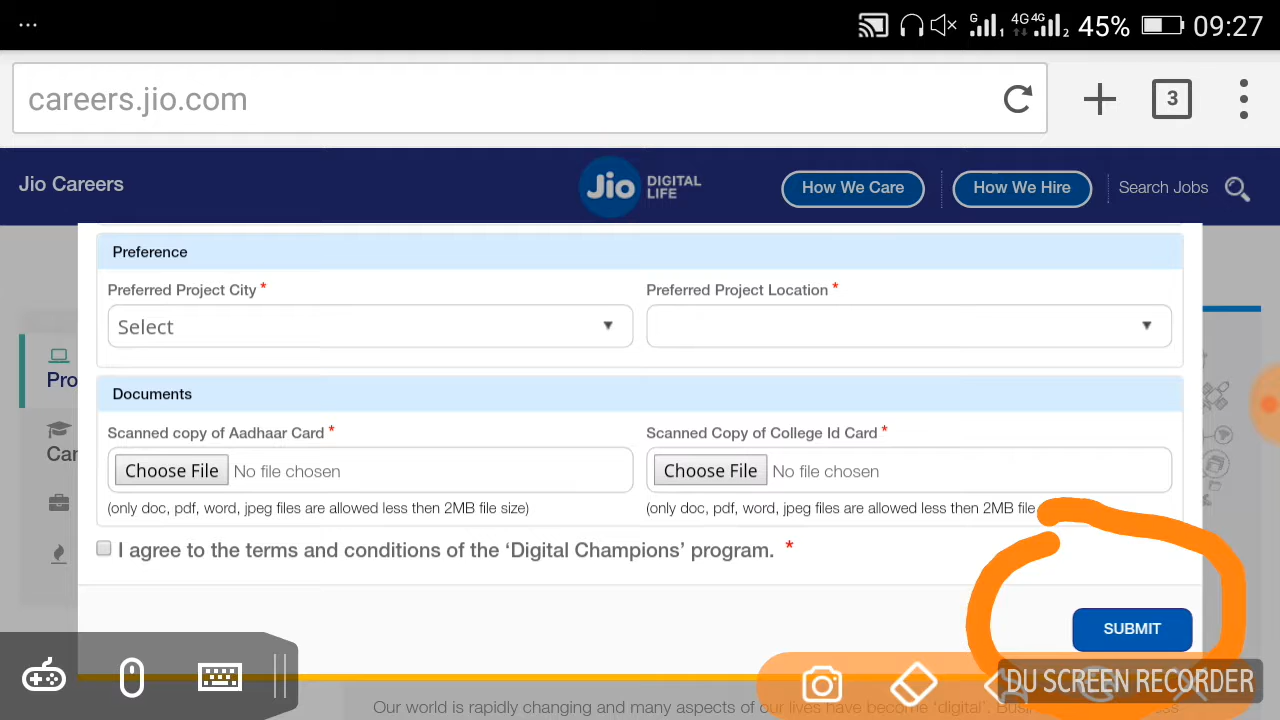 ... G 1 4G 4G 2 45% 09:27
careers.jio.com 3
Jio Careers Jio DIGITAL LIFE How We Care How We Hire Search Jobs
Preference
Preferred Project City * Preferred Project Location *
Select
Pro
Documents
Scanned copy of Aadhaar Card * Scanned Copy of College Id Card *
Car
Choose File No file chosen Choose File No file chosen
(only doc, pdf, word, jpeg files are allowed less then 2MB file size) (only doc, pdf, word, jpeg files are allowed less then 2MB file
I agree to the terms and conditions of the ‘Digital Champions’ program. *
SUBMIT
DU SCREEN RECORDER
Our world is rapidly changing and many aspects of our lives have become ‘digital’.